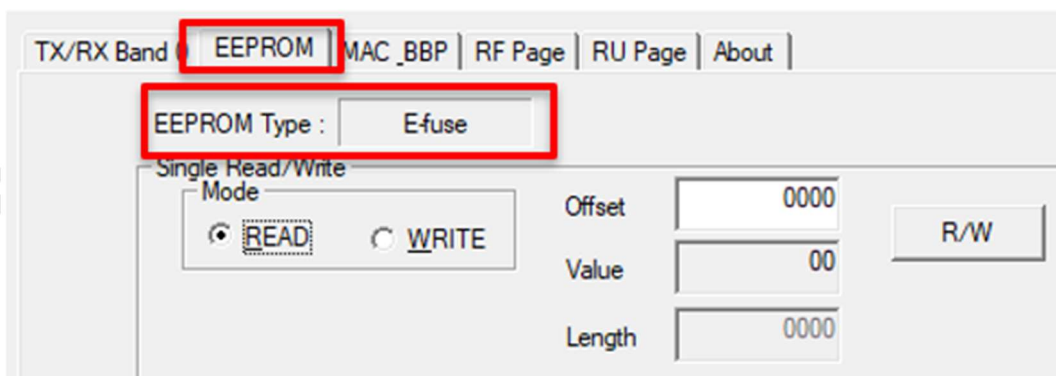 TX/RX Band 0 EEPROM MAC_BBP RF Page RU Page About
EEPROM Type : E-fuse
Single Read/Write
Mode
READ WRITE
Offset 0000
R/W
Value 00
Length 0000